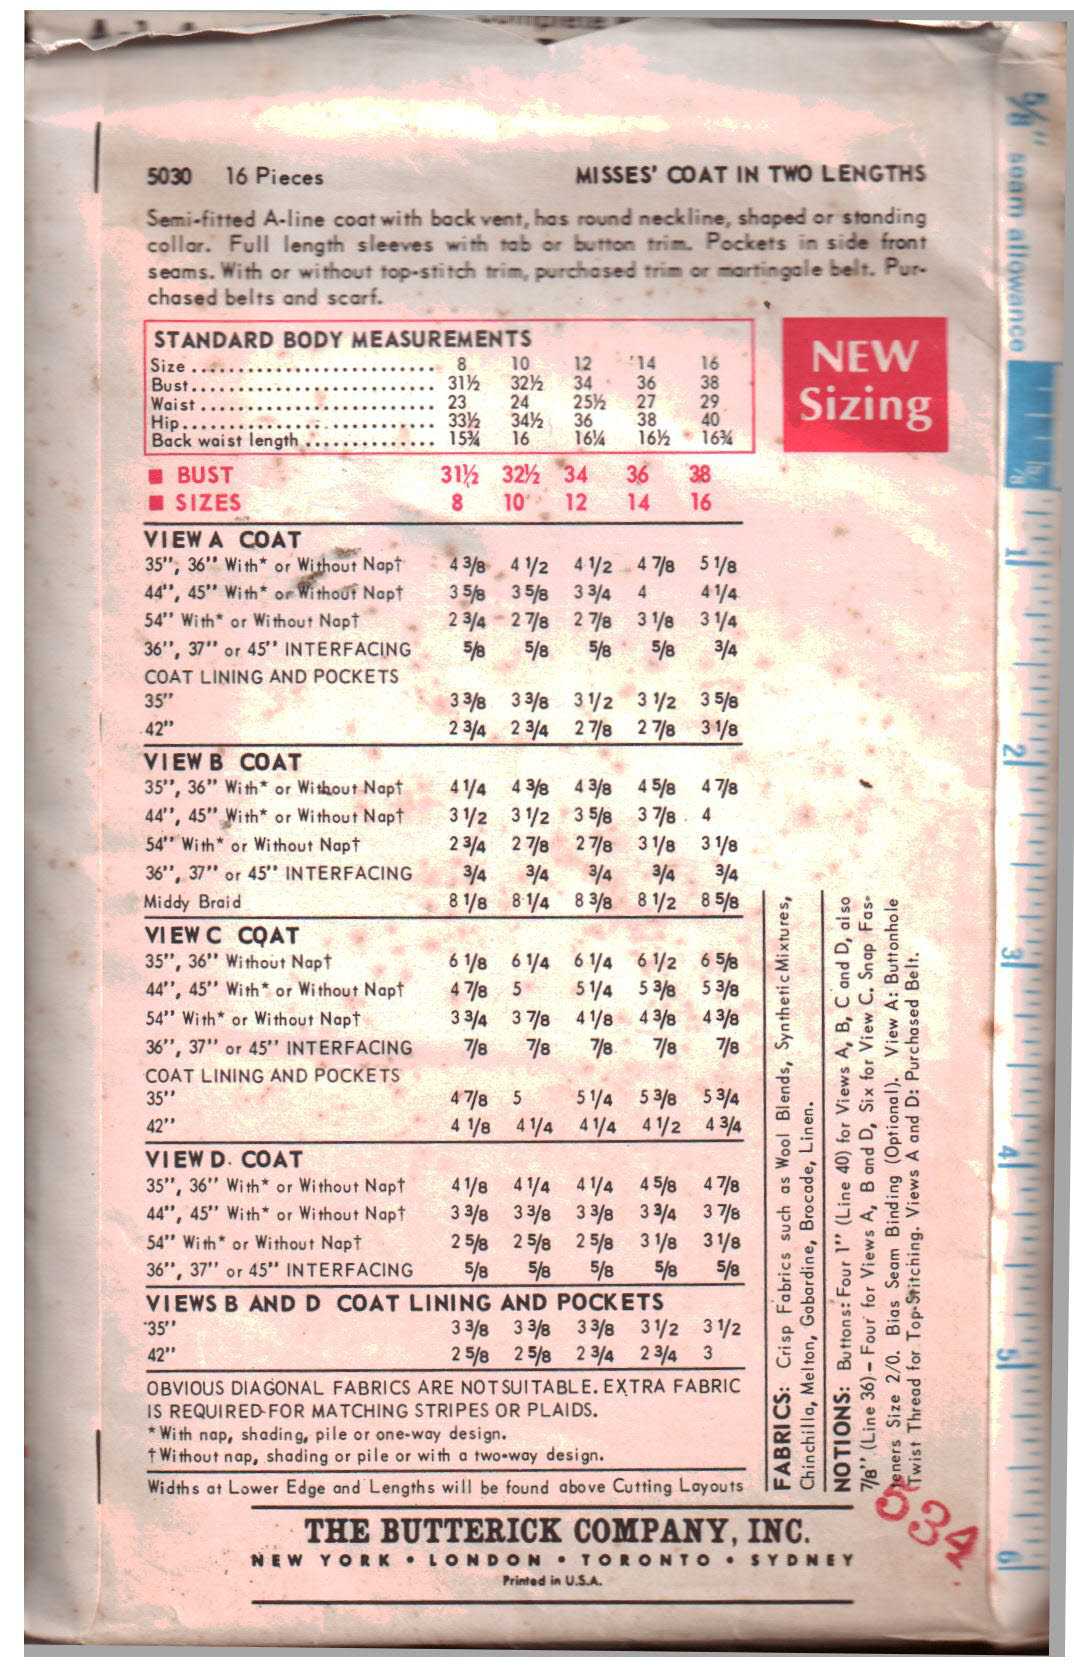 5030 16 Pieces MISSES' COAT IN TWO LENGTHS
Semi-fitted A-line coat with back vent, has round neckline, shaped or standing
collar. Full length sleeves with tab or button trim. Pockets in side front
seams. With or without top-stitch trim, purchased trim or martingale belt. Pur-
chased belts and scarf.
STANDARD BODY MEASUREMENTS
Size 8 10 12 14 16
Bust 31½ 32½ 34 36 38
Waist 23 24 25½ 27 29
Hip 33½ 34½ 36 38 40
Back waist length 15¾ 16 16¼ 16½ 16¾
NEW
Sizing
BUST 31½ 32½ 34 36 38
SIZES 8 10 12 14 16
VIEW A COAT
35", 36" With* or Without Nap† 4 3/8 4 1/2 4 1/2 4 7/8 5 1/8
44", 45" With* or Without Nap† 3 5/8 3 5/8 3 3/4 4 4 1/4
54" With* or Without Nap† 2 3/4 2 7/8 2 7/8 3 1/8 3 1/4
36", 37" or 45" INTERFACING 5/8 5/8 5/8 5/8 3/4
COAT LINING AND POCKETS
35" 3 3/8 3 3/8 3 1/2 3 1/2 3 5/8
42" 2 3/4 2 3/4 2 7/8 2 7/8 3 1/8
VIEW B COAT
35", 36" With* or Without Nap† 4 1/4 4 3/8 4 3/8 4 5/8 4 7/8
44", 45" With* or Without Nap† 3 1/2 3 1/2 3 5/8 3 7/8 4
54" With* or Without Nap† 2 3/4 2 7/8 2 7/8 3 1/8 3 1/8
36", 37" or 45" INTERFACING 3/4 3/4 3/4 3/4 3/4
Middy Braid 8 1/8 8 1/4 8 3/8 8 1/2 8 5/8
VIEW C COAT
35", 36" Without Nap† 6 1/8 6 1/4 6 1/4 6 1/2 6 5/8
44", 45" With* or Without Nap† 4 7/8 5 5 1/4 5 3/8 5 3/8
54" With* or Without Nap† 3 3/4 3 7/8 4 1/8 4 3/8 4 3/8
36", 37" or 45" INTERFACING 7/8 7/8 7/8 7/8 7/8
COAT LINING AND POCKETS
35" 4 7/8 5 5 1/4 5 3/8 5 3/4
42" 4 1/8 4 1/4 4 1/4 4 1/2 4 3/4
VIEW D COAT
35", 36" With* or Without Nap† 4 1/8 4 1/4 4 1/4 4 5/8 4 7/8
44", 45" With* or Without Nap† 3 3/8 3 3/8 3 3/8 3 3/4 3 7/8
54" With* or Without Nap† 2 5/8 2 5/8 2 5/8 3 1/8 3 1/8
36", 37" or 45" INTERFACING 5/8 5/8 5/8 5/8 5/8
VIEWS B AND D COAT LINING AND POCKETS
35" 3 3/8 3 3/8 3 3/8 3 1/2 3 1/2
42" 2 5/8 2 5/8 2 3/4 2 3/4 3
OBVIOUS DIAGONAL FABRICS ARE NOT SUITABLE. EXTRA FABRIC
IS REQUIRED FOR MATCHING STRIPES OR PLAIDS.
*With nap, shading, pile or one-way design.
†Without nap, shading or pile or with a two-way design.
Widths at Lower Edge and Lengths will be found above Cutting Layouts
FABRICS: Crisp Fabrics such as Wool Blends, Synthetic Mixtures,
Chinchilla, Melton, Gabardine, Brocade, Linen.
NOTIONS: Buttons: Four 1" (Line 40) for Views A, B, C and D, also
7/8" (Line 36) – Four for Views A, B and D, Six for View C. Snap Fas-
teners Size 2/0. Bias Seam Binding (Optional). View A: Buttonhole
Twist Thread for Top-Stitching. Views A and D: Purchased Belt.
THE BUTTERICK COMPANY, INC.
NEW YORK • LONDON • TORONTO • SYDNEY
Printed in U.S.A.
5/8" seam allowance
5/8
1
2
3
4
5
6